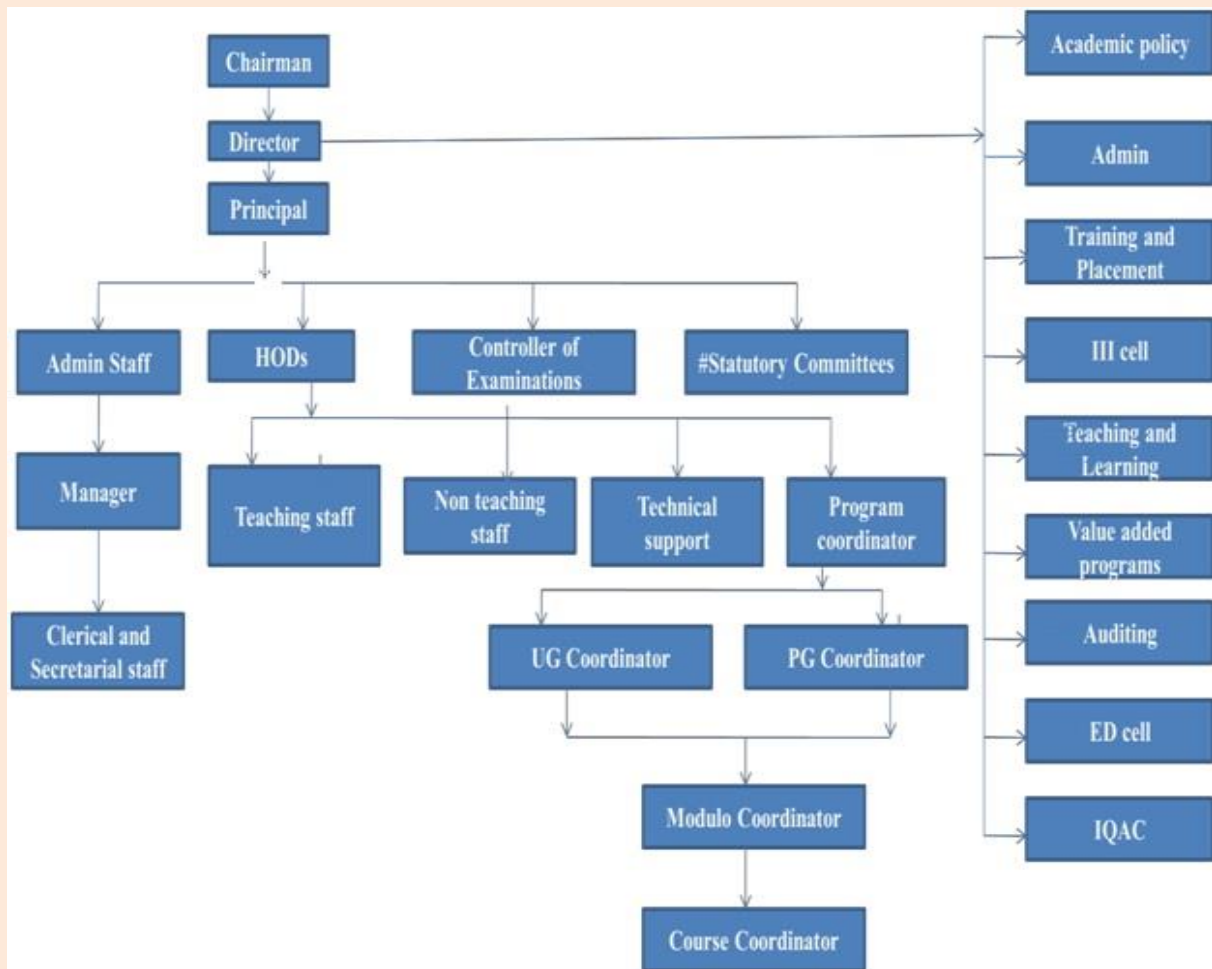 Chairman
Director
Principal
Admin Staff
HODs
Controller of
Examinations
#Statutory Committees
Manager
Teaching staff
Non teaching
staff
Technical
support
Program
coordinator
Clerical and
Secretarial staff
UG Coordinator
PG Coordinator
Modulo Coordinator
Course Coordinator
Academic policy
Admin
Training and
Placement
III cell
Teaching and
Learning
Value added
programs
Auditing
ED cell
IQAC